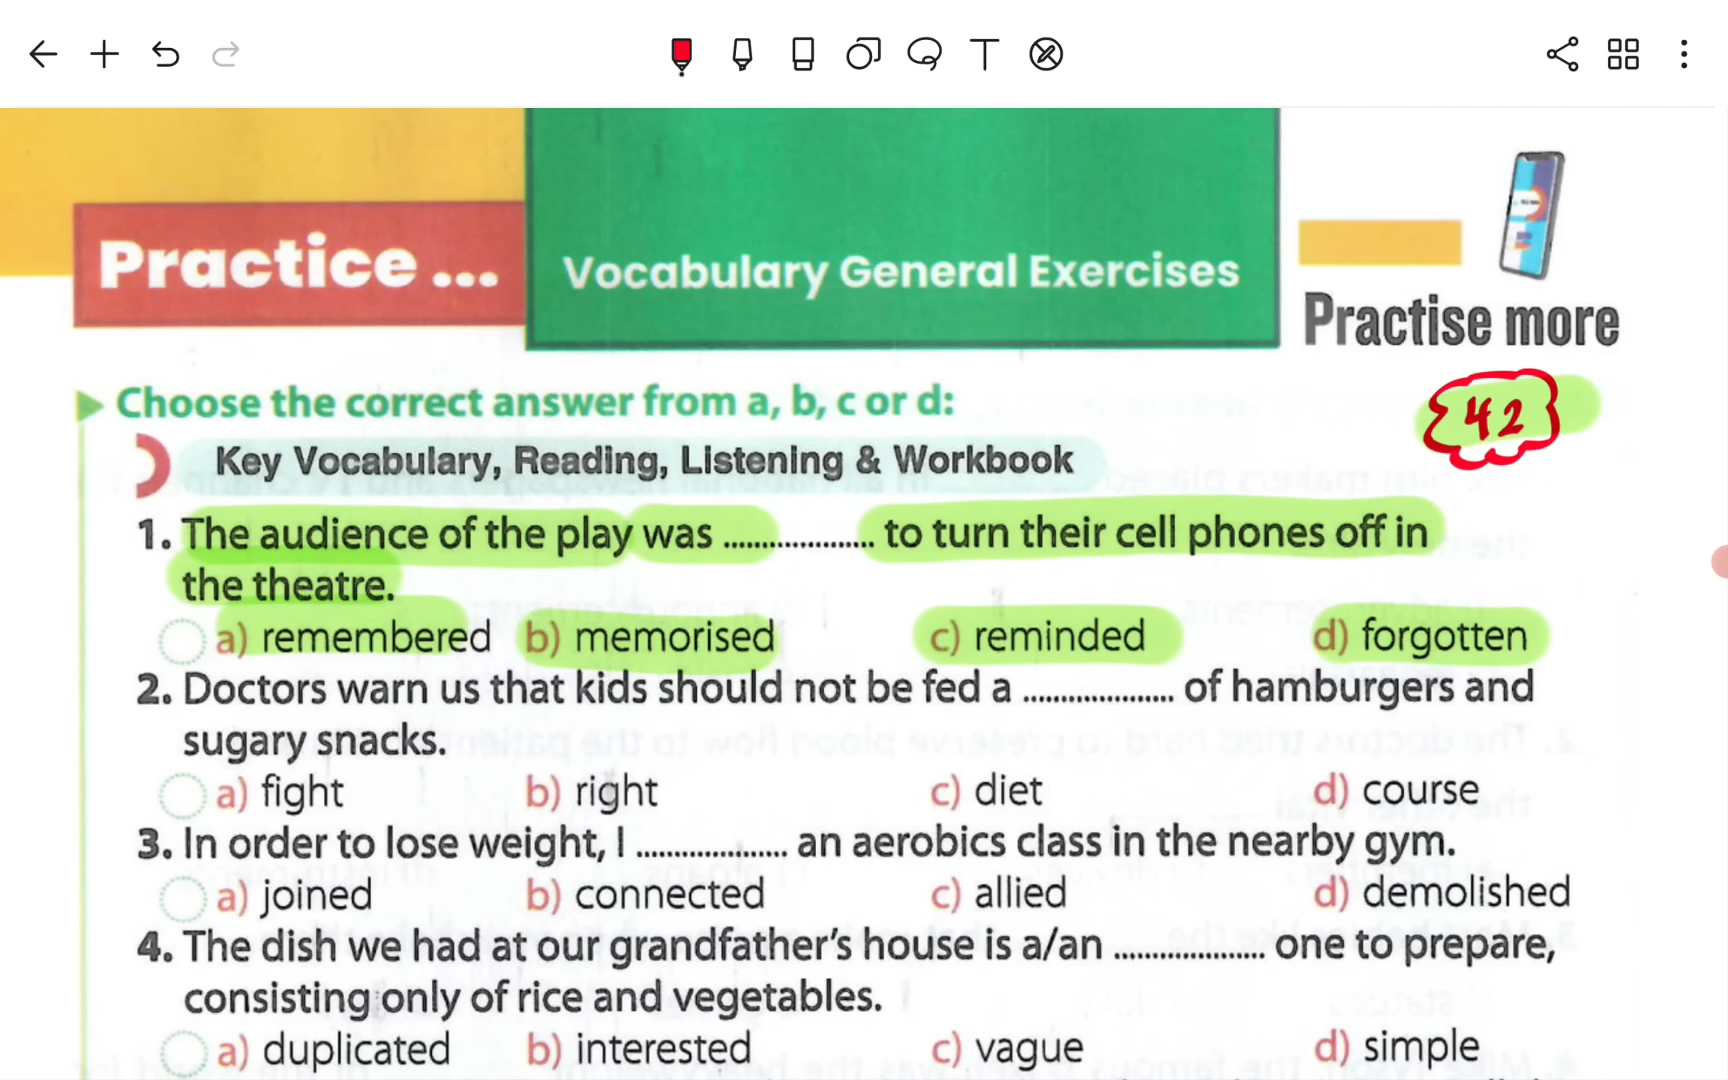 Practice ...
Vocabulary General Exercises
Practise more
Choose the correct answer from a, b, c or d:
42
Key Vocabulary, Reading, Listening & Workbook
1. The audience of the play was .................... to turn their cell phones off in
the theatre.
a) remembered b) memorised c) reminded d) forgotten
2. Doctors warn us that kids should not be fed a .................... of hamburgers and
sugary snacks.
a) fight b) right c) diet d) course
3. In order to lose weight, I .................... an aerobics class in the nearby gym.
a) joined b) connected c) allied d) demolished
4. The dish we had at our grandfather's house is a/an .................... one to prepare,
consisting only of rice and vegetables.
a) duplicated b) interested c) vague d) simple